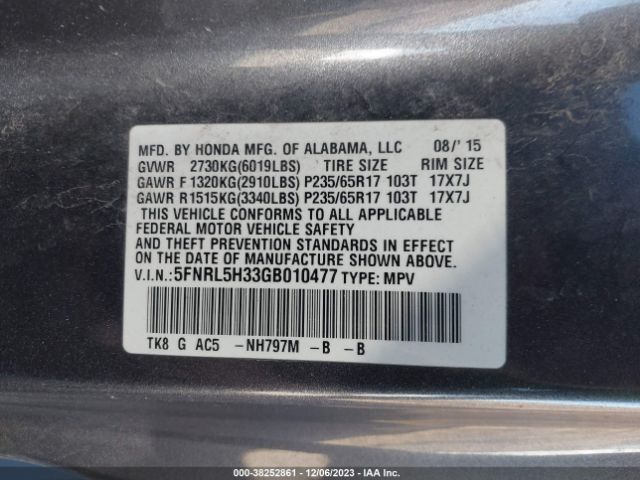 MFD. BY HONDA MFG. OF ALABAMA, LLC 08/' 15
GVWR 2730KG(6019LBS) TIRE SIZE RIM SIZE
GAWR F 1320KG(2910LBS) P235/65R17 103T 17X7J
GAWR R1515KG(3340LBS) P235/65R17 103T 17X7J
THIS VEHICLE CONFORMS TO ALL APPLICABLE
FEDERAL MOTOR VEHICLE SAFETY
AND THEFT PREVENTION STANDARDS IN EFFECT
ON THE DATE OF MANUFACTURE SHOWN ABOVE.
V.I.N.:5FNRL5H33GB010477 TYPE: MPV
TK8 G AC5 -NH797M -B -B
000-38252861 - 12/06/2023 - IAA Inc.